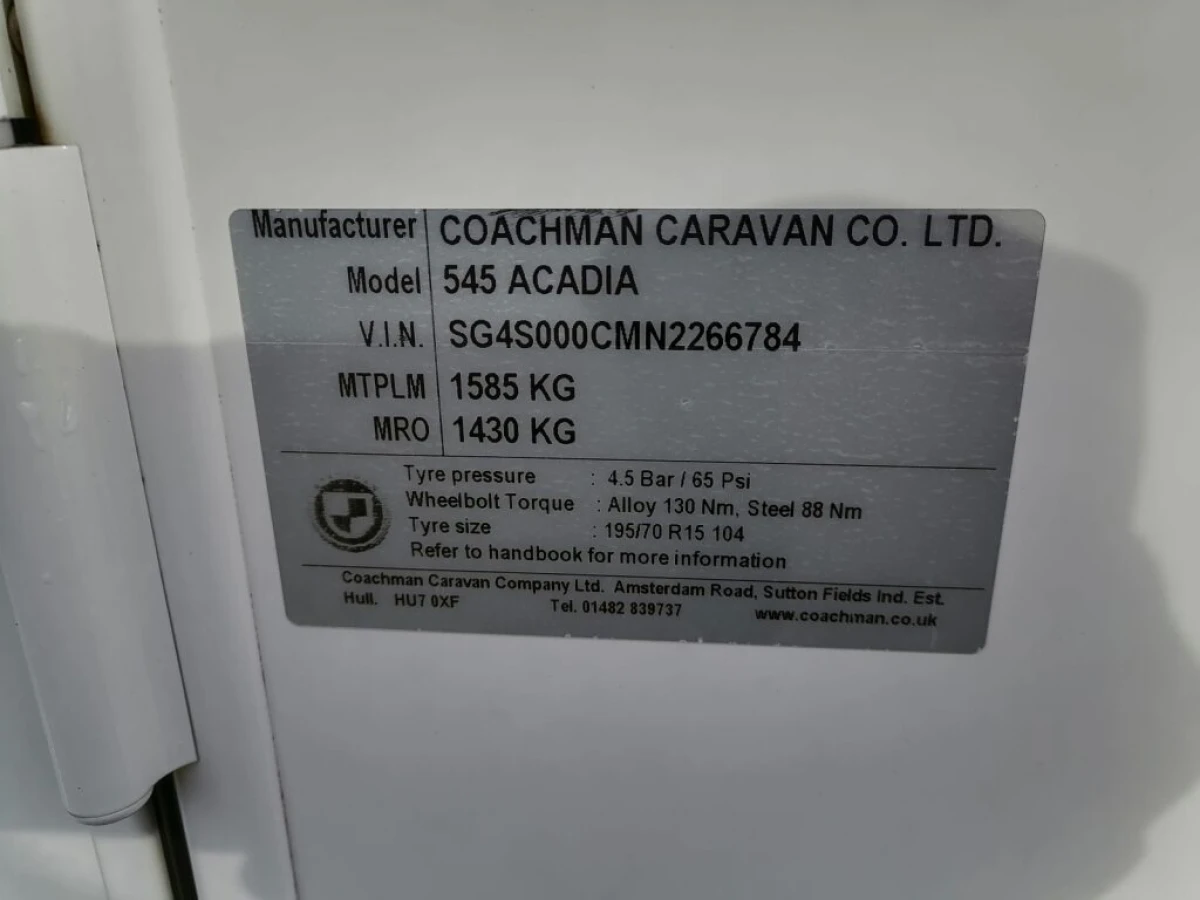 Manufacturer COACHMAN CARAVAN CO. LTD.
Model 545 ACADIA
V.I.N. SG4S000CMN2266784
MTPLM 1585 KG
MRO 1430 KG
Tyre pressure : 4.5 Bar / 65 Psi
Wheelbolt Torque : Alloy 130 Nm, Steel 88 Nm
Tyre size : 195/70 R15 104
Refer to handbook for more information
Coachman Caravan Company Ltd. Amsterdam Road, Sutton Fields Ind. Est.
Hull. HU7 0XF Tel. 01482 839737 www.coachman.co.uk